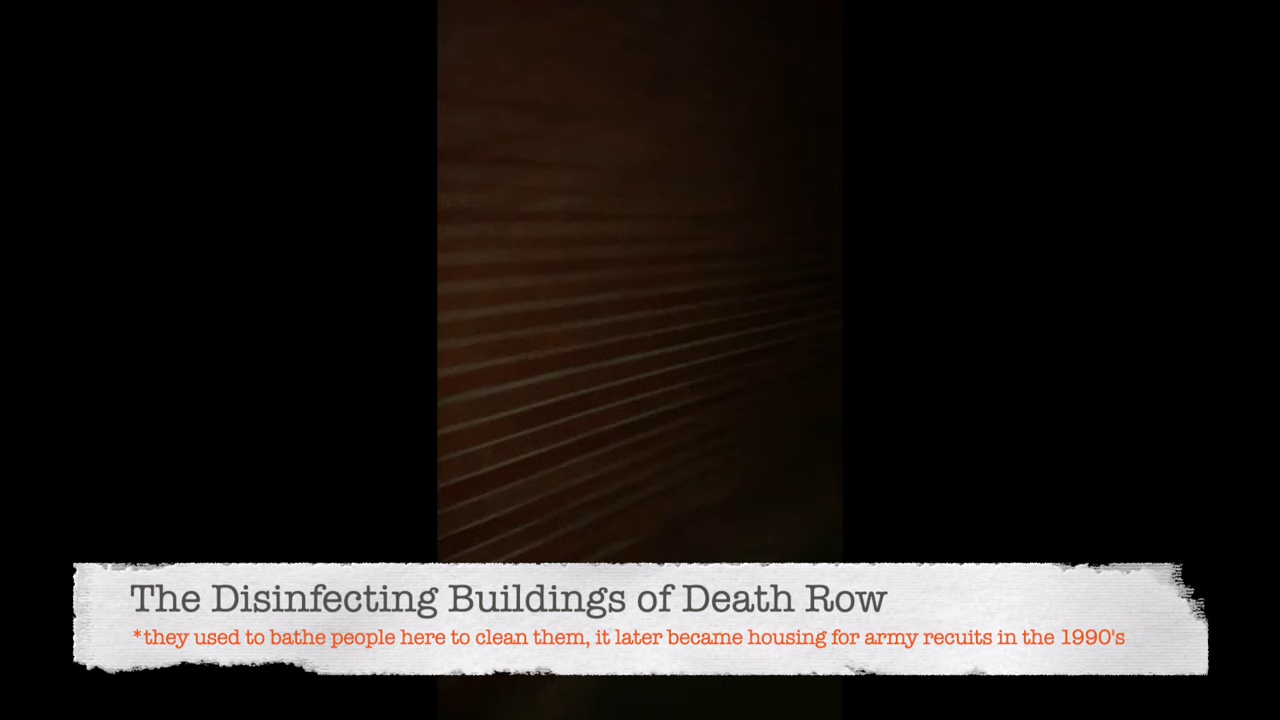 The Disinfecting Buildings of Death Row
*they used to bathe people here to clean them, it later became housing for army recuits in the 1990's